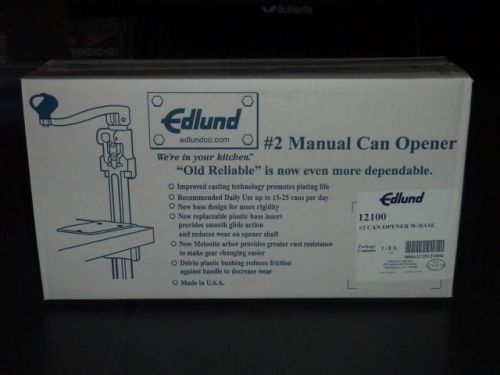 Butterfly
Edlund
edlundco.com
#2 Manual Can Opener
We're in your kitchen.™
"Old Reliable" is now even more dependable.
Improved casting technology promotes plating life
Recommended Daily Use up to 15-25 cans per day
New base design for more rigidity
New replaceable plastic base insert
provides smooth glide action
and reduces wear on opener shaft
New Melonite arbor provides greater rust resistance
to make gear changing easier
Delrin plastic bushing reduces friction
against handle to decrease wear
Made in U.S.A.
Edlund
12100
#2 CAN OPENER W/BASE
Package
Contains
1 / EA